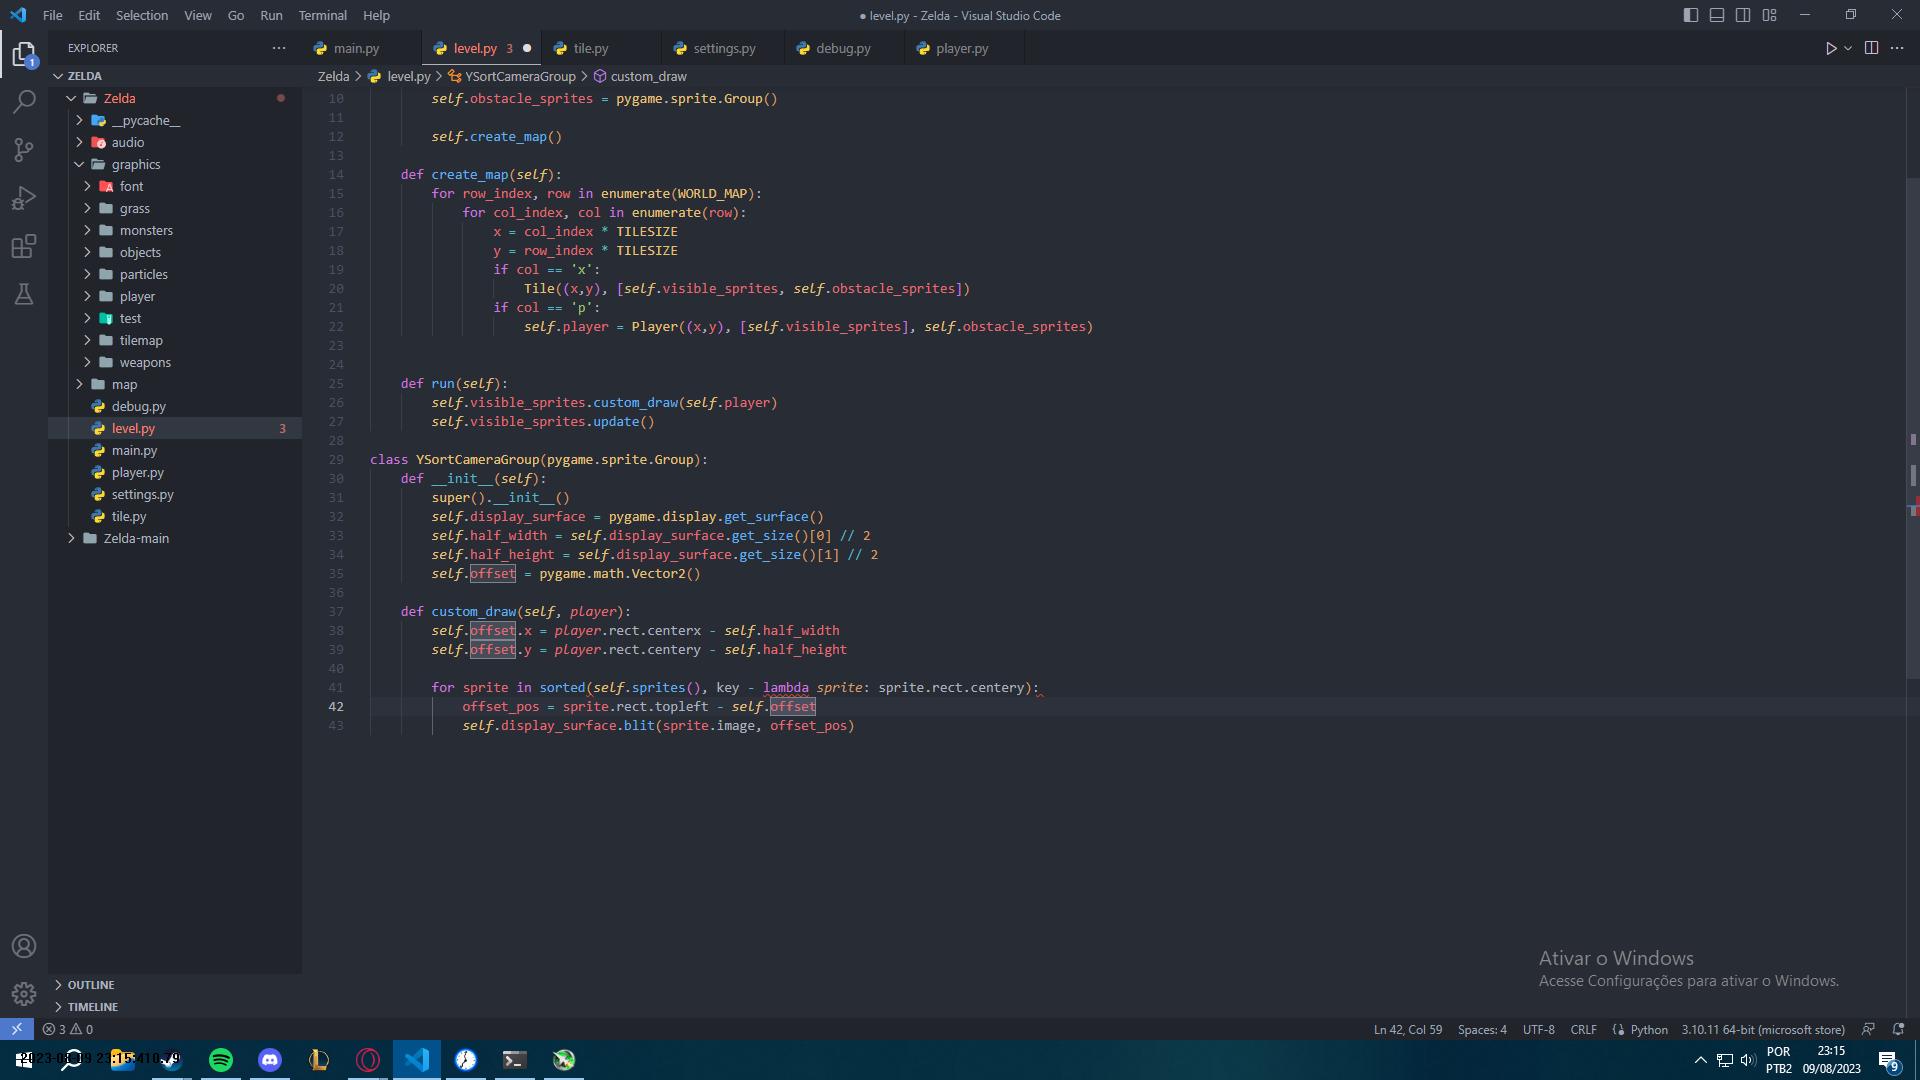 File Edit Selection View Go Run Terminal Help
● level.py - Zelda - Visual Studio Code
EXPLORER ···
main.py
level.py 3
tile.py
settings.py
debug.py
player.py
ZELDA
Zelda > level.py > YSortCameraGroup > custom_draw
Zelda
__pycache__
audio
graphics
font
grass
monsters
objects
particles
player
test
tilemap
weapons
map
debug.py
level.py 3
main.py
player.py
settings.py
tile.py
Zelda-main
OUTLINE
TIMELINE
10 self.obstacle_sprites = pygame.sprite.Group()
11
12 self.create_map()
13
14 def create_map(self):
15 for row_index, row in enumerate(WORLD_MAP):
16 for col_index, col in enumerate(row):
17 x = col_index * TILESIZE
18 y = row_index * TILESIZE
19 if col == 'x':
20 Tile((x,y), [self.visible_sprites, self.obstacle_sprites])
21 if col == 'p':
22 self.player = Player((x,y), [self.visible_sprites], self.obstacle_sprites)
23
24
25 def run(self):
26 self.visible_sprites.custom_draw(self.player)
27 self.visible_sprites.update()
28
29 class YSortCameraGroup(pygame.sprite.Group):
30 def __init__(self):
31 super().__init__()
32 self.display_surface = pygame.display.get_surface()
33 self.half_width = self.display_surface.get_size()[0] // 2
34 self.half_height = self.display_surface.get_size()[1] // 2
35 self.offset = pygame.math.Vector2()
36
37 def custom_draw(self, player):
38 self.offset.x = player.rect.centerx - self.half_width
39 self.offset.y = player.rect.centery - self.half_height
40
41 for sprite in sorted(self.sprites(), key - lambda sprite: sprite.rect.centery):
42 offset_pos = sprite.rect.topleft - self.offset
43 self.display_surface.blit(sprite.image, offset_pos)
Ativar o Windows
Acesse Configurações para ativar o Windows.
3 0
Ln 42, Col 59 Spaces: 4 UTF-8 CRLF Python 3.10.11 64-bit (microsoft store)
POR
PTB2
23:15
09/08/2023
9
1